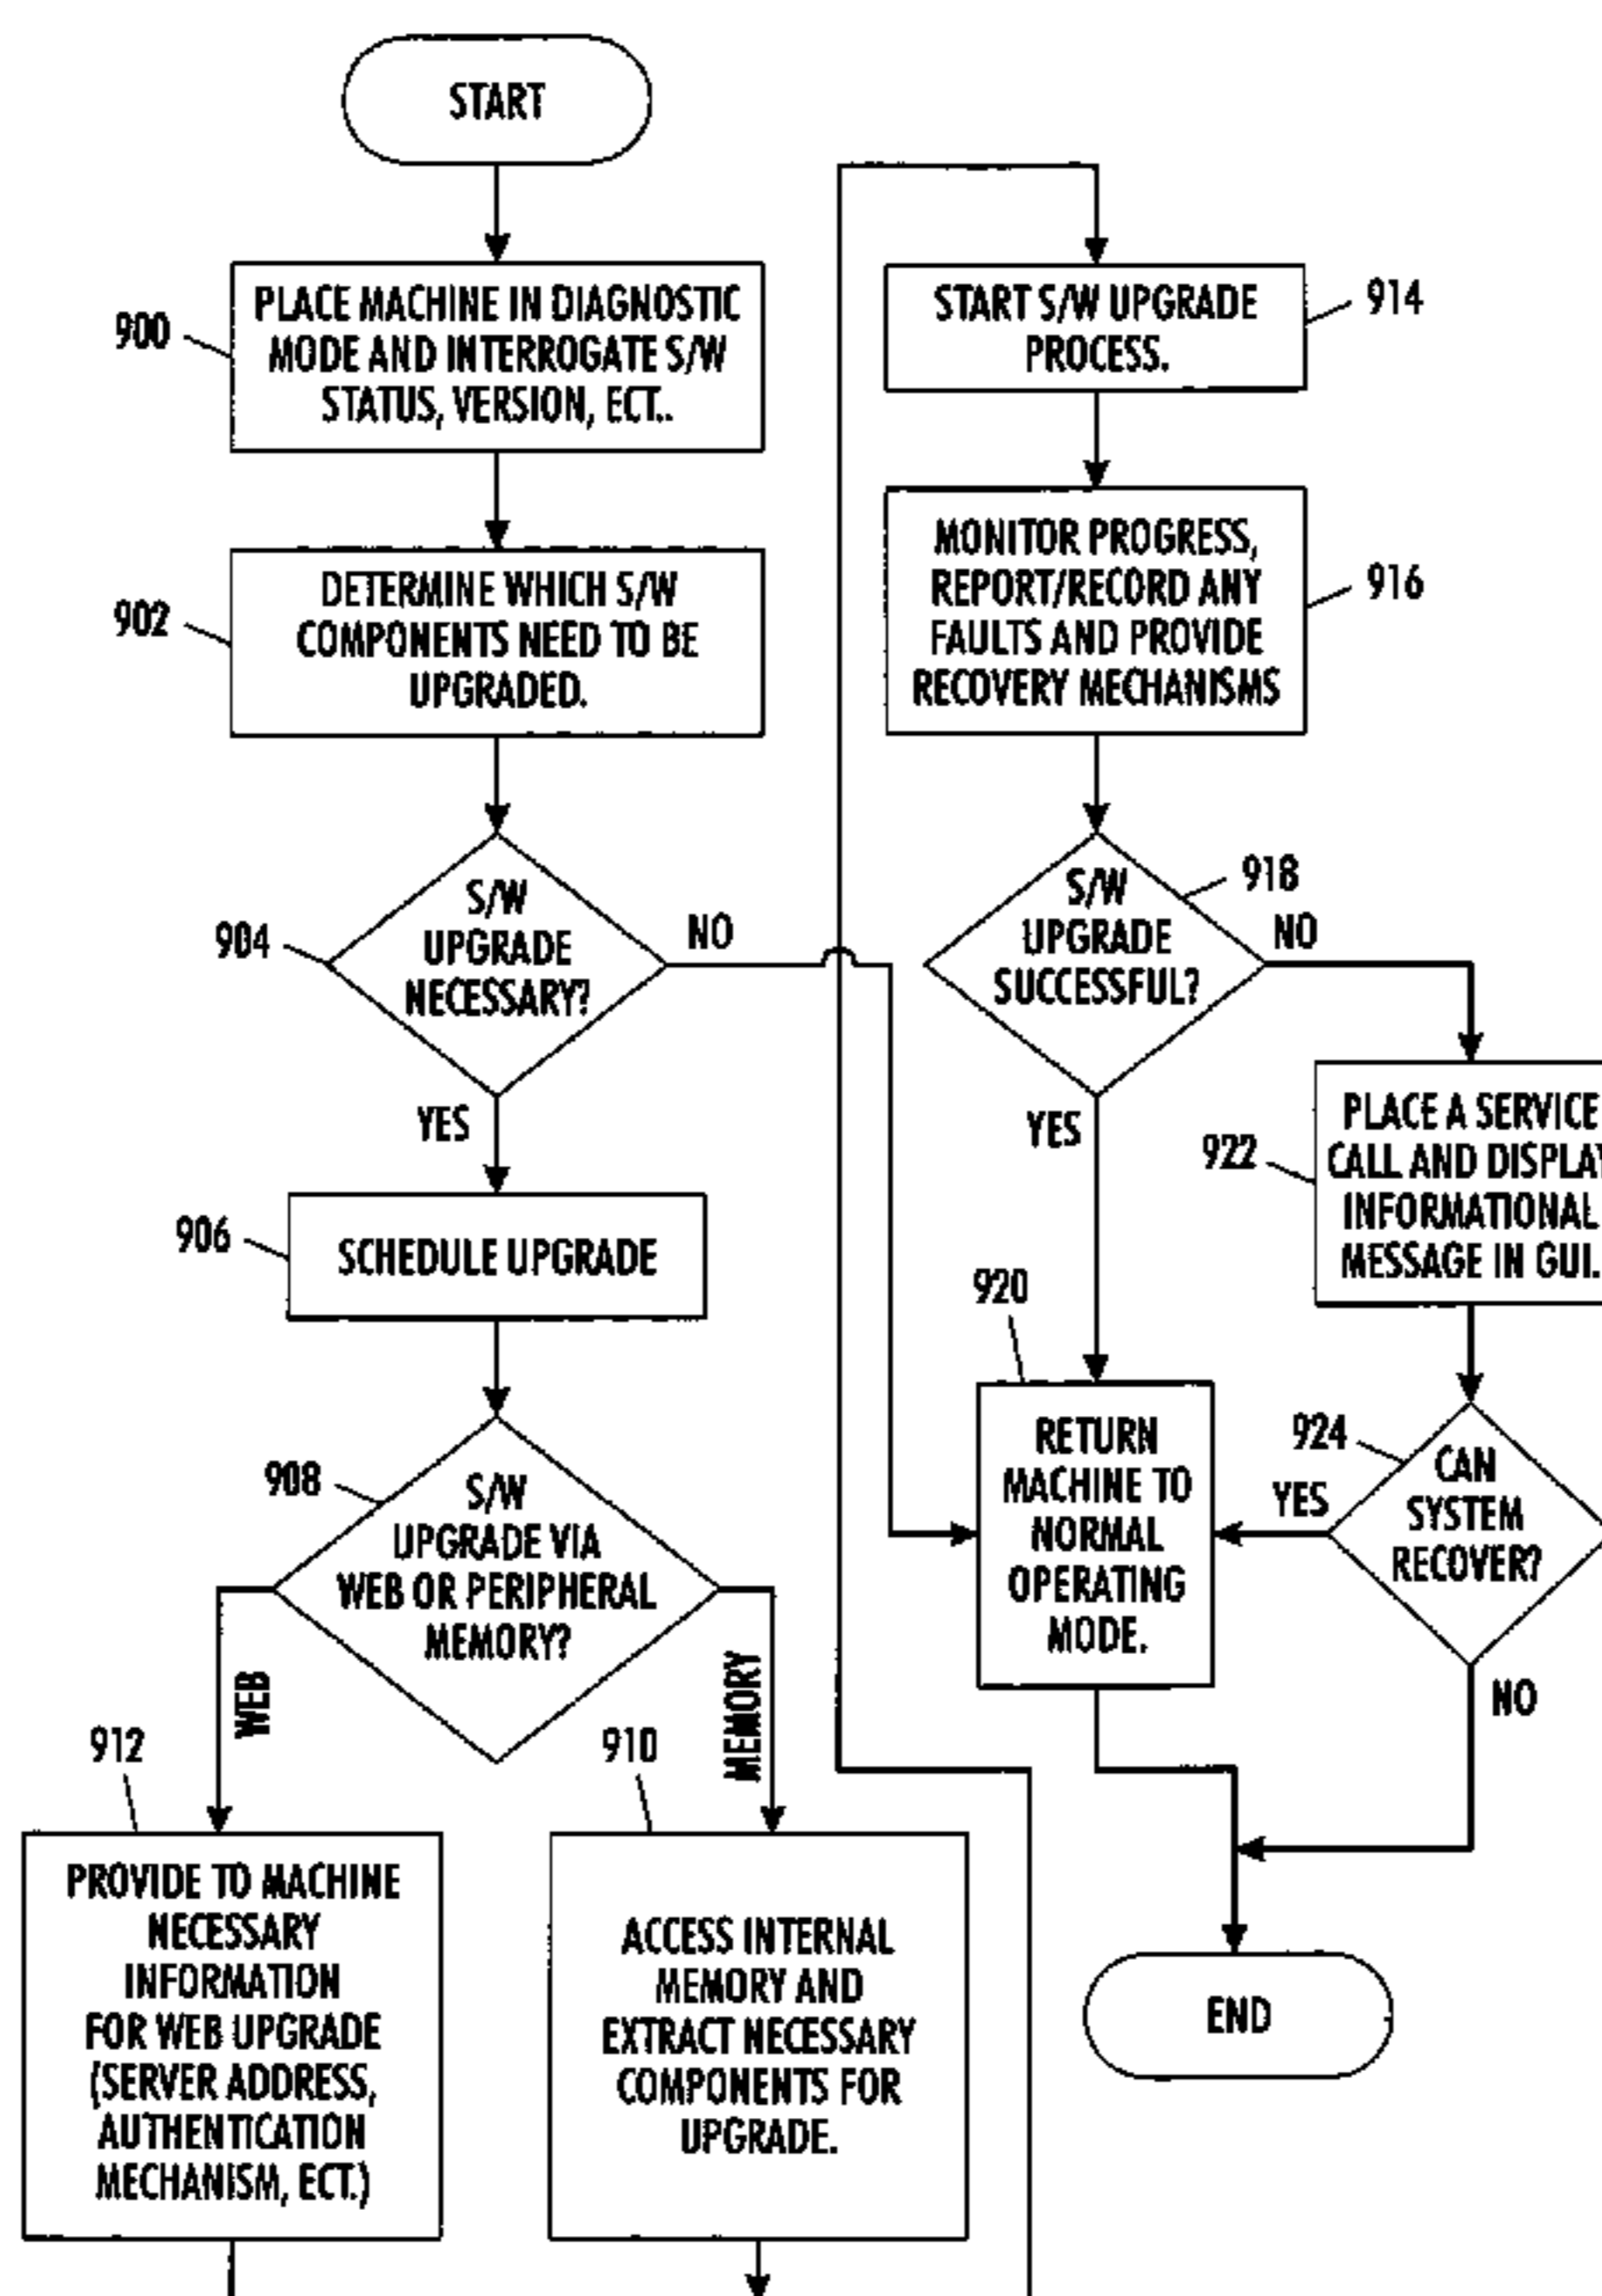 START
900
PLACE MACHINE IN DIAGNOSTIC
MODE AND INTERROGATE S/W
STATUS, VERSION, ECT..
902
DETERMINE WHICH S/W
COMPONENTS NEED TO BE
UPGRADED.
904
S/W
UPGRADE
NECESSARY?
NO
YES
906
SCHEDULE UPGRADE
908
S/W
UPGRADE VIA
WEB OR PERIPHERAL
MEMORY?
WEB
MEMORY
912
PROVIDE TO MACHINE
NECESSARY
INFORMATION
FOR WEB UPGRADE
(SERVER ADDRESS,
AUTHENTICATION
MECHANISM, ECT.)
910
ACCESS INTERNAL
MEMORY AND
EXTRACT NECESSARY
COMPONENTS FOR
UPGRADE.
START S/W UPGRADE
PROCESS.
914
MONITOR PROGRESS,
REPORT/RECORD ANY
FAULTS AND PROVIDE
RECOVERY MECHANISMS
916
S/W
UPGRADE
SUCCESSFUL?
918
NO
YES
922
PLACE A SERVICE
CALL AND DISPLAY
INFORMATIONAL
MESSAGE IN GUI.
920
RETURN
MACHINE TO
NORMAL
OPERATING
MODE.
924
CAN
SYSTEM
RECOVER?
YES
NO
END